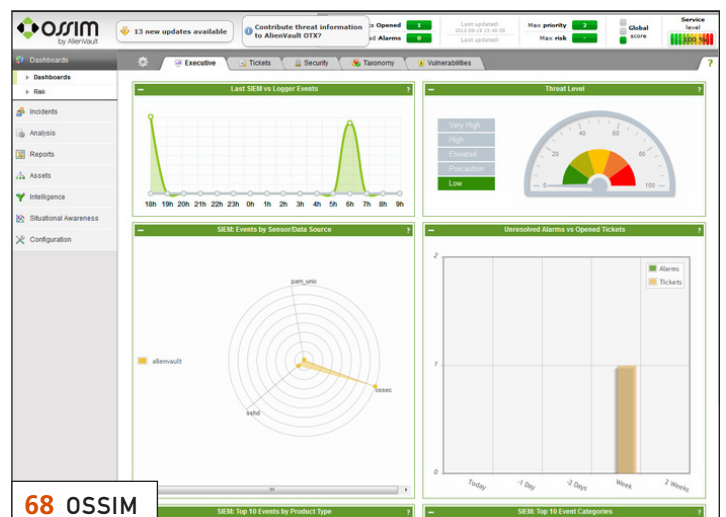 OSSIM
by AlienVault
13 new updates available
Contribute threat information
to AlienVault OTX?
Opened 1
Alarms 0
Last updated:
Last updated:
Max priority 2
Max risk -
Global
score
Service
level
100 %
Dashboards
Dashboards
Risk
Incidents
Analysis
Reports
Assets
Intelligence
Situational Awareness
Configuration
Executive
Tickets
Security
Taxonomy
Vulnerabilities
?
Last SIEM vs Logger Events ?
18h 19h 20h 21h 22h 23h 0h 1h 2h 3h 4h 5h 6h 7h 8h 9h
Threat Level ?
Very High
High
Elevated
Precaution
Low
0 20 40 60 80 100
SIEM: Events by Sensor/Data Source ?
pam_unix
alienvault
ossec
sshd
Unresolved Alarms vs Opened Tickets ?
2
Alarms
Tickets
1
0
Today -1 Day -2 Days Week 2 Weeks
SIEM: Top 10 Events by Product Type ?
SIEM: Top 10 Event Categories ?
68 OSSIM